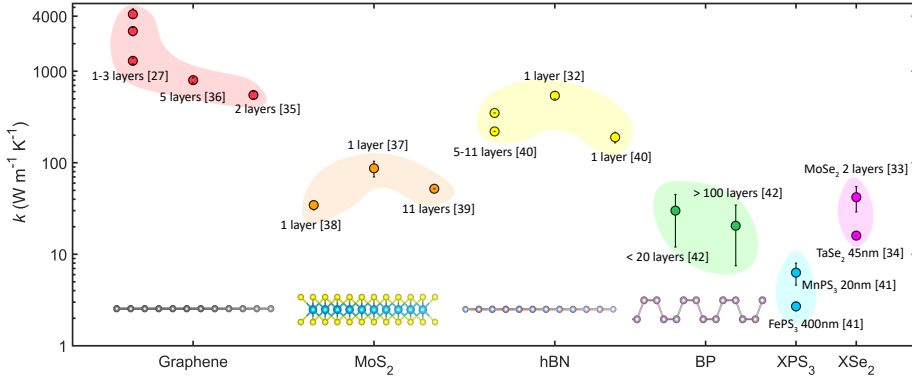 4000
1000
100
10
1
k (W m⁻¹ K⁻¹)
1-3 layers [27]
5 layers [36]
2 layers [35]
1 layer [37]
1 layer [38]
11 layers [39]
1 layer [32]
5-11 layers [40]
1 layer [40]
> 100 layers [42]
< 20 layers [42]
MoSe₂ 2 layers [33]
TaSe₂ 45nm [34]
MnPS₃ 20nm [41]
FePS₃ 400nm [41]
Graphene
MoS₂
hBN
BP
XPS₃
XSe₂